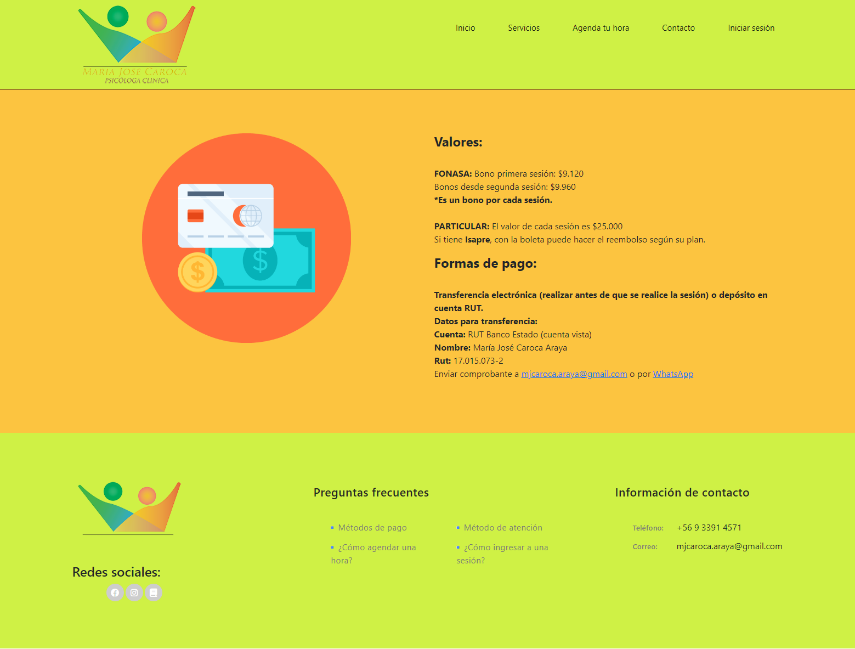 MARÍA JOSÉ CAROCA
PSICÓLOGA CLÍNICA
Inicio Servicios Agenda tu hora Contacto Iniciar sesión
Valores:
FONASA: Bono primera sesión: $9.120
Bonos desde segunda sesión: $9.960
*Es un bono por cada sesión.
PARTICULAR: El valor de cada sesión es $25.000
Si tiene Isapre, con la boleta puede hacer el reembolso según su plan.
Formas de pago:
Transferencia electrónica (realizar antes de que se realice la sesión) o depósito en
cuenta RUT.
Datos para transferencia:
Cuenta: RUT Banco Estado (cuenta vista)
Nombre: María José Caroca Araya
Rut: 17.015.073-2
Enviar comprobante a mjcaroca.araya@gmail.com o por WhatsApp
Redes sociales:
Preguntas frecuentes
Métodos de pago
¿Cómo agendar una
hora?
Método de atención
¿Cómo ingresar a una
sesión?
Información de contacto
Teléfono: +56 9 3391 4571
Correo: mjcaroca.araya@gmail.com